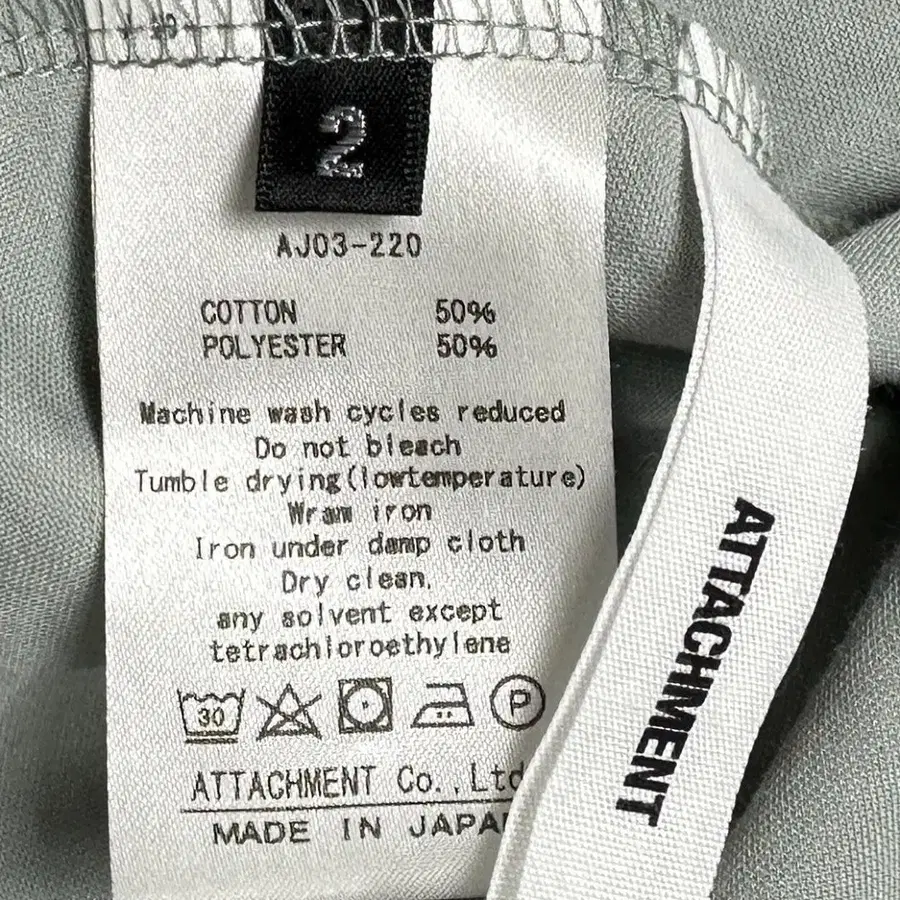 2
AJ03-220
COTTON 50%
POLYESTER 50%
Machine wash cycles reduced
Do not bleach
Tumble drying(lowtemperature)
Wram iron
Iron under damp cloth
Dry clean,
any solvent except
tetrachloroethylene
30
P
ATTACHMENT Co.,Ltd
MADE IN JAPA
ATTACHMENT